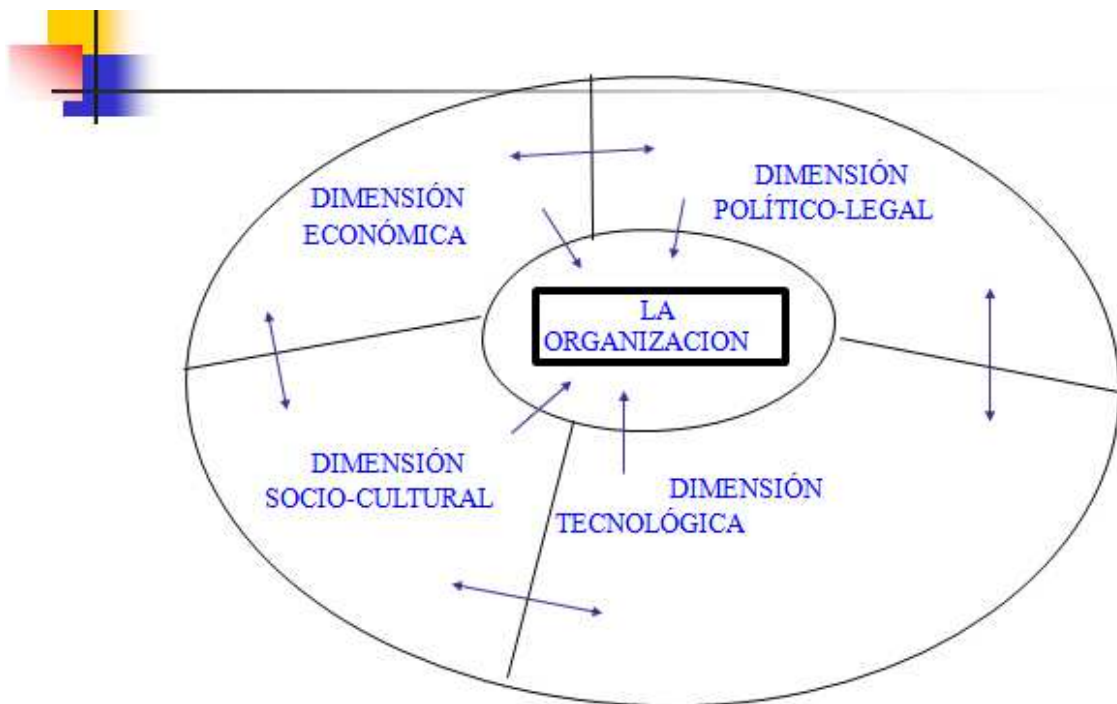 DIMENSIÓN
ECONÓMICA
DIMENSIÓN
POLÍTICO-LEGAL
LA
ORGANIZACION
DIMENSIÓN
SOCIO-CULTURAL
DIMENSIÓN
TECNOLÓGICA